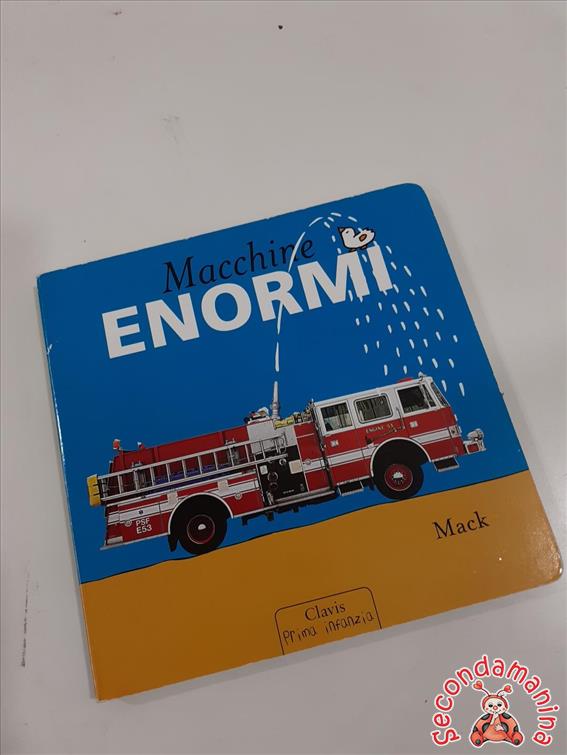 Macchine
ENORMI
ENGINE 53
PSF
E53
Mack
Clavis
prima infanzia
Secondamanina